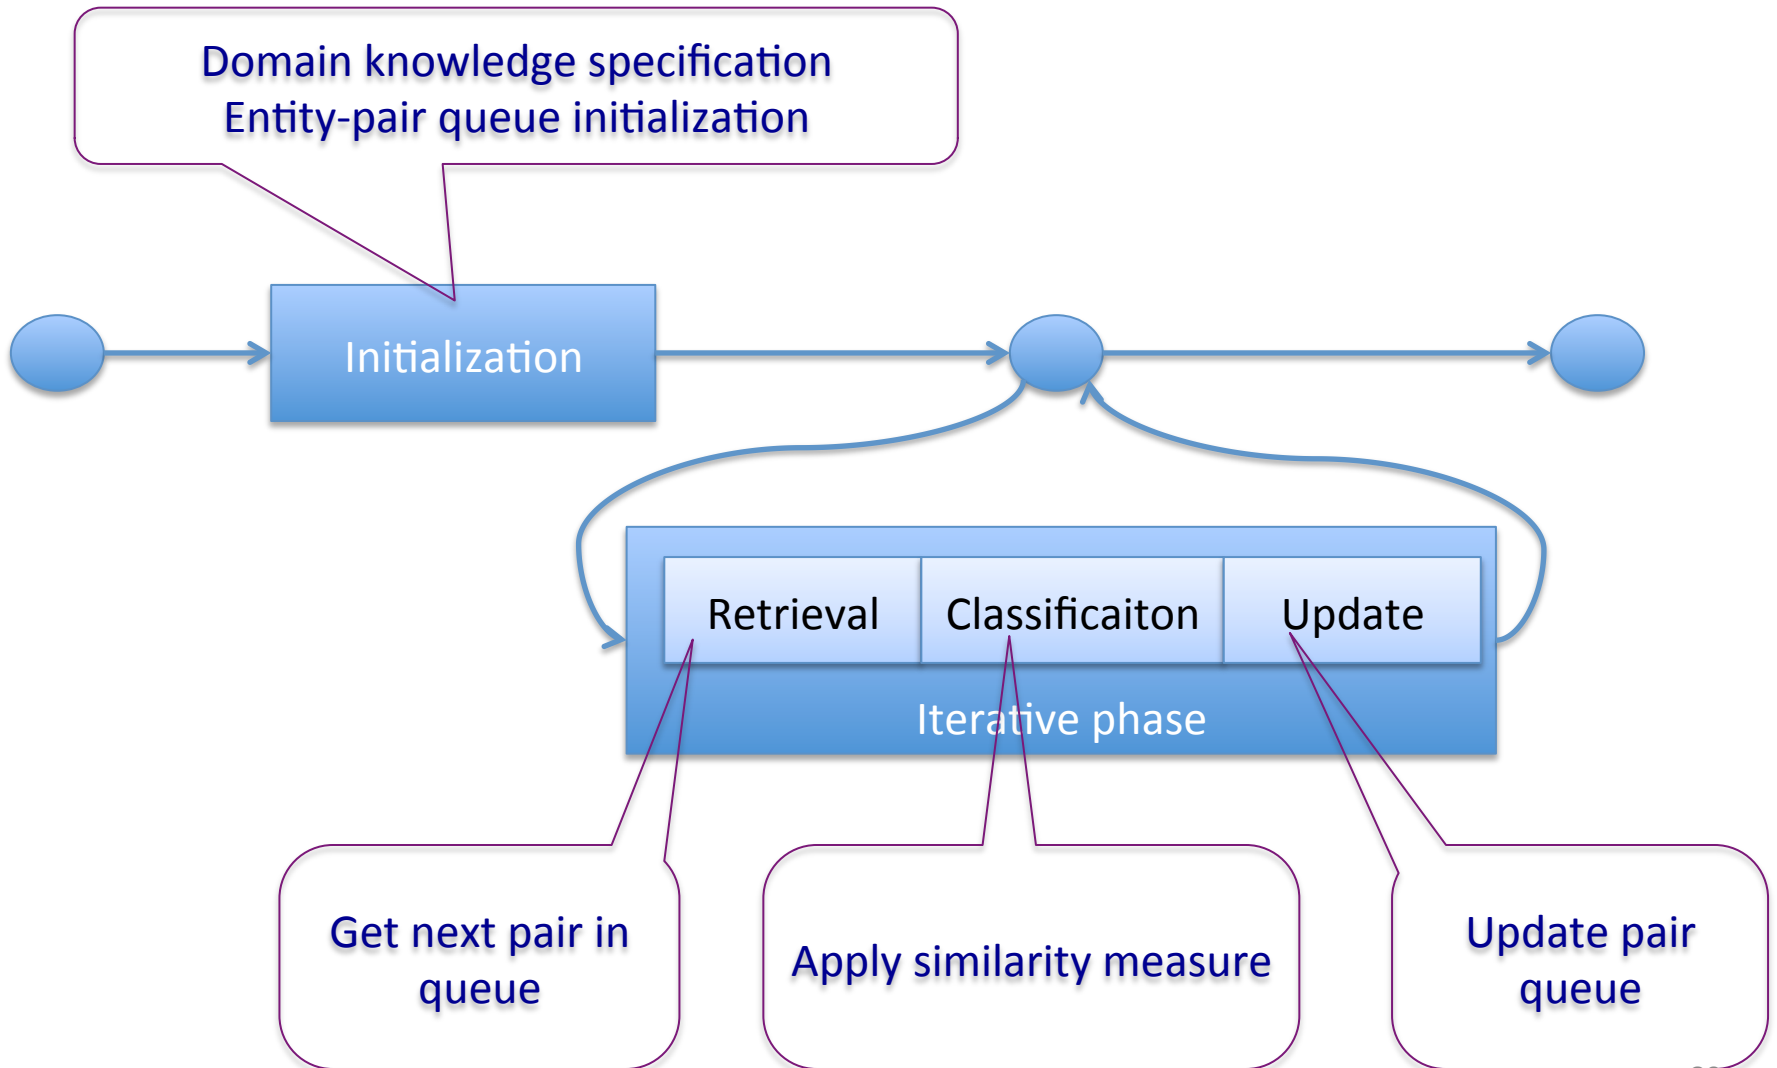 Domain knowledge specification
Entity-pair queue initialization
Initialization
Retrieval
Classificaiton
Update
Iterative phase
Get next pair in
queue
Apply similarity measure
Update pair
queue